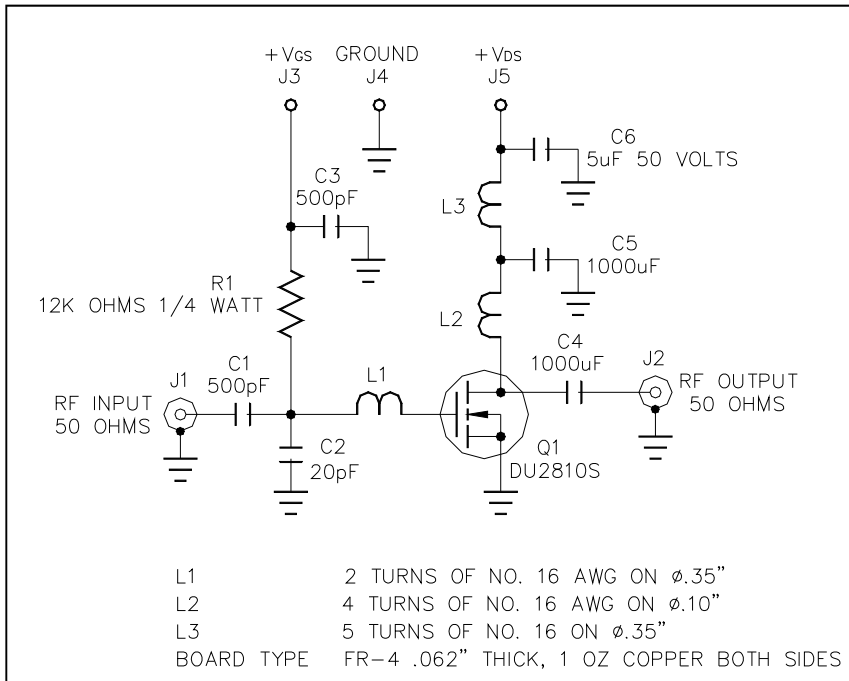 +VGS
J3
GROUND
J4
+VDS
J5
C6
5uF 50 VOLTS
C3
500pF
L3
C5
1000uF
R1
12K OHMS 1/4 WATT
L2
C4
1000uF
J2
RF OUTPUT
50 OHMS
J1
RF INPUT
50 OHMS
C1
500pF
L1
C2
20pF
Q1
DU2810S
L1 2 TURNS OF NO. 16 AWG ON ø.35"
L2 4 TURNS OF NO. 16 AWG ON ø.10"
L3 5 TURNS OF NO. 16 ON ø.35"
BOARD TYPE FR-4 .062" THICK, 1 OZ COPPER BOTH SIDES